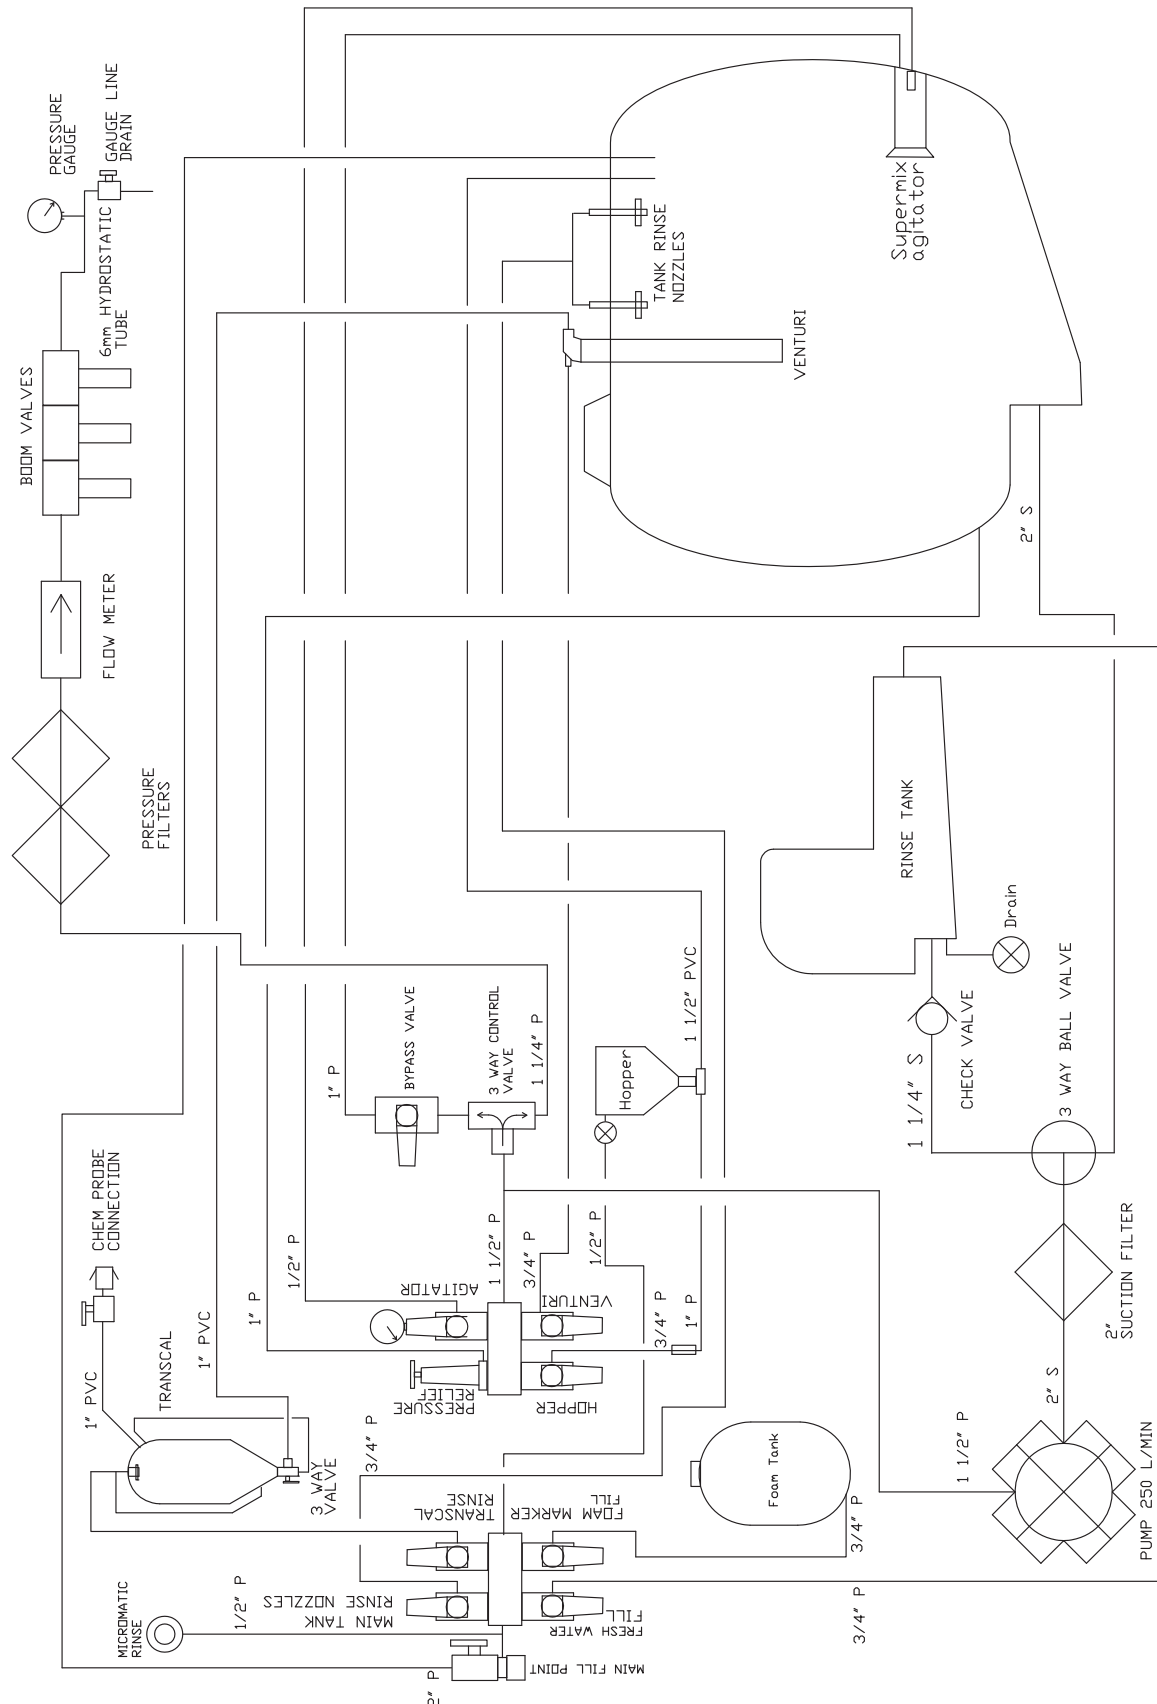 PRESSURE
GAUGE
GAUGE LINE
DRAIN
6mm HYDROSTATIC
TUBE
BOOM VALVES
FLOW METER
PRESSURE
FILTERS
Supermix
agitator
TANK RINSE
NOZZLES
VENTURI
2" S
RINSE TANK
Drain
CHECK VALVE
3 WAY BALL VALVE
1 1/4" S
2"
SUCTION FILTER
2" S
1 1/2" P
PUMP 250 L/MIN
1" P
BYPASS VALVE
3 WAY CONTROL
VALVE
1 1/4" P
Hopper
1 1/2" PVC
CHEM PROBE
CONNECTION
1" PVC
TRANSCAL
1" PVC
3 WAY
VALVE
1" P
1/2" P
AGITATOR
1 1/2" P
3/4" P
1/2" P
VENTURI
3/4" P
1" P
PRESSURE
RELIEF
HOPPER
3/4" P
TRANSCAL
RINSE
FOAM MARKER
FILL
Foam Tank
3/4" P
3/4" P
MICROMATIC
RINSE
1/2" P
MAIN TANK
RINSE NOZZLES
FRESH WATER
FILL
MAIN FILL POINT
2" P